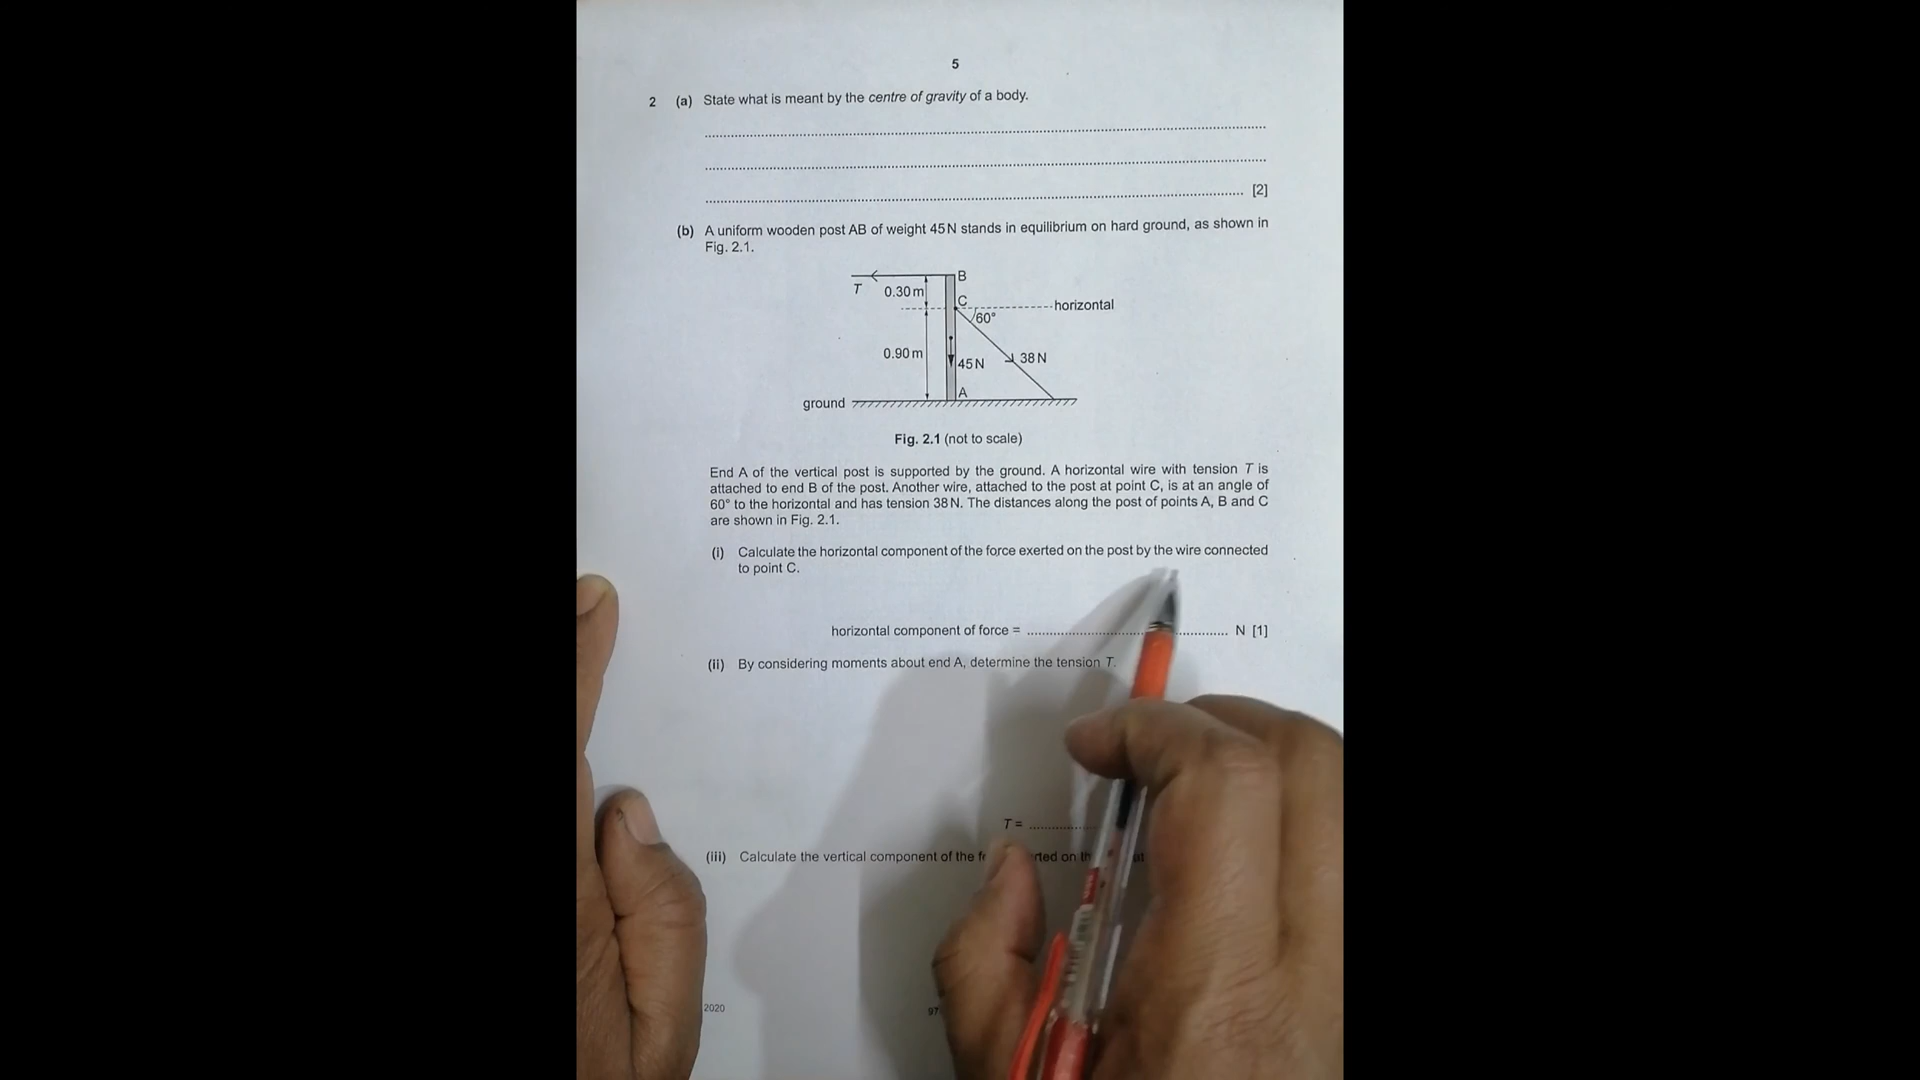 5
2 (a) State what is meant by the centre of gravity of a body.
[2]
(b) A uniform wooden post AB of weight 45 N stands in equilibrium on hard ground, as shown in
Fig. 2.1.
B
T 0.30 m
C
horizontal
60°
0.90 m
45 N
38 N
A
ground
Fig. 2.1 (not to scale)
End A of the vertical post is supported by the ground. A horizontal wire with tension T is
attached to end B of the post. Another wire, attached to the post at point C, is at an angle of
60° to the horizontal and has tension 38 N. The distances along the post of points A, B and C
are shown in Fig. 2.1.
(i) Calculate the horizontal component of the force exerted on the post by the wire connected
to point C.
horizontal component of force = N [1]
(ii) By considering moments about end A, determine the tension T.
T =
(iii) Calculate the vertical component of the
2020
97